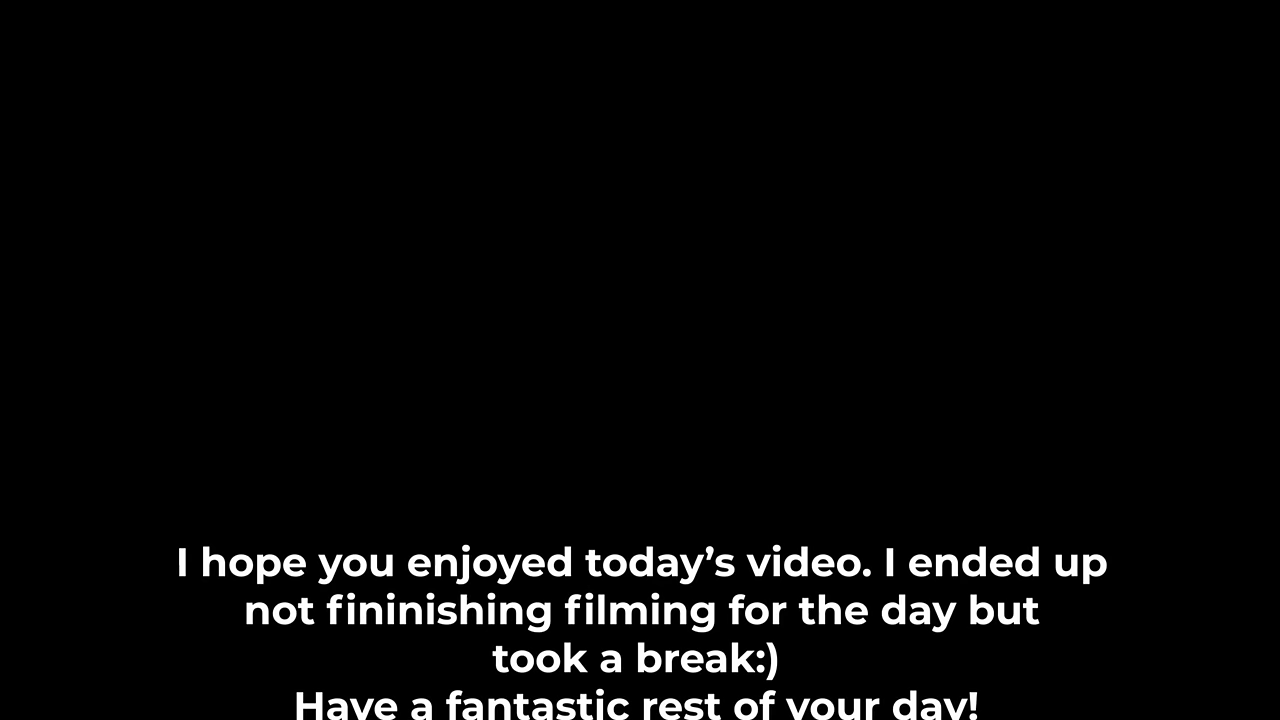 I hope you enjoyed today’s video. I ended up
not fininishing filming for the day but
took a break:)
Have a fantastic rest of your day!